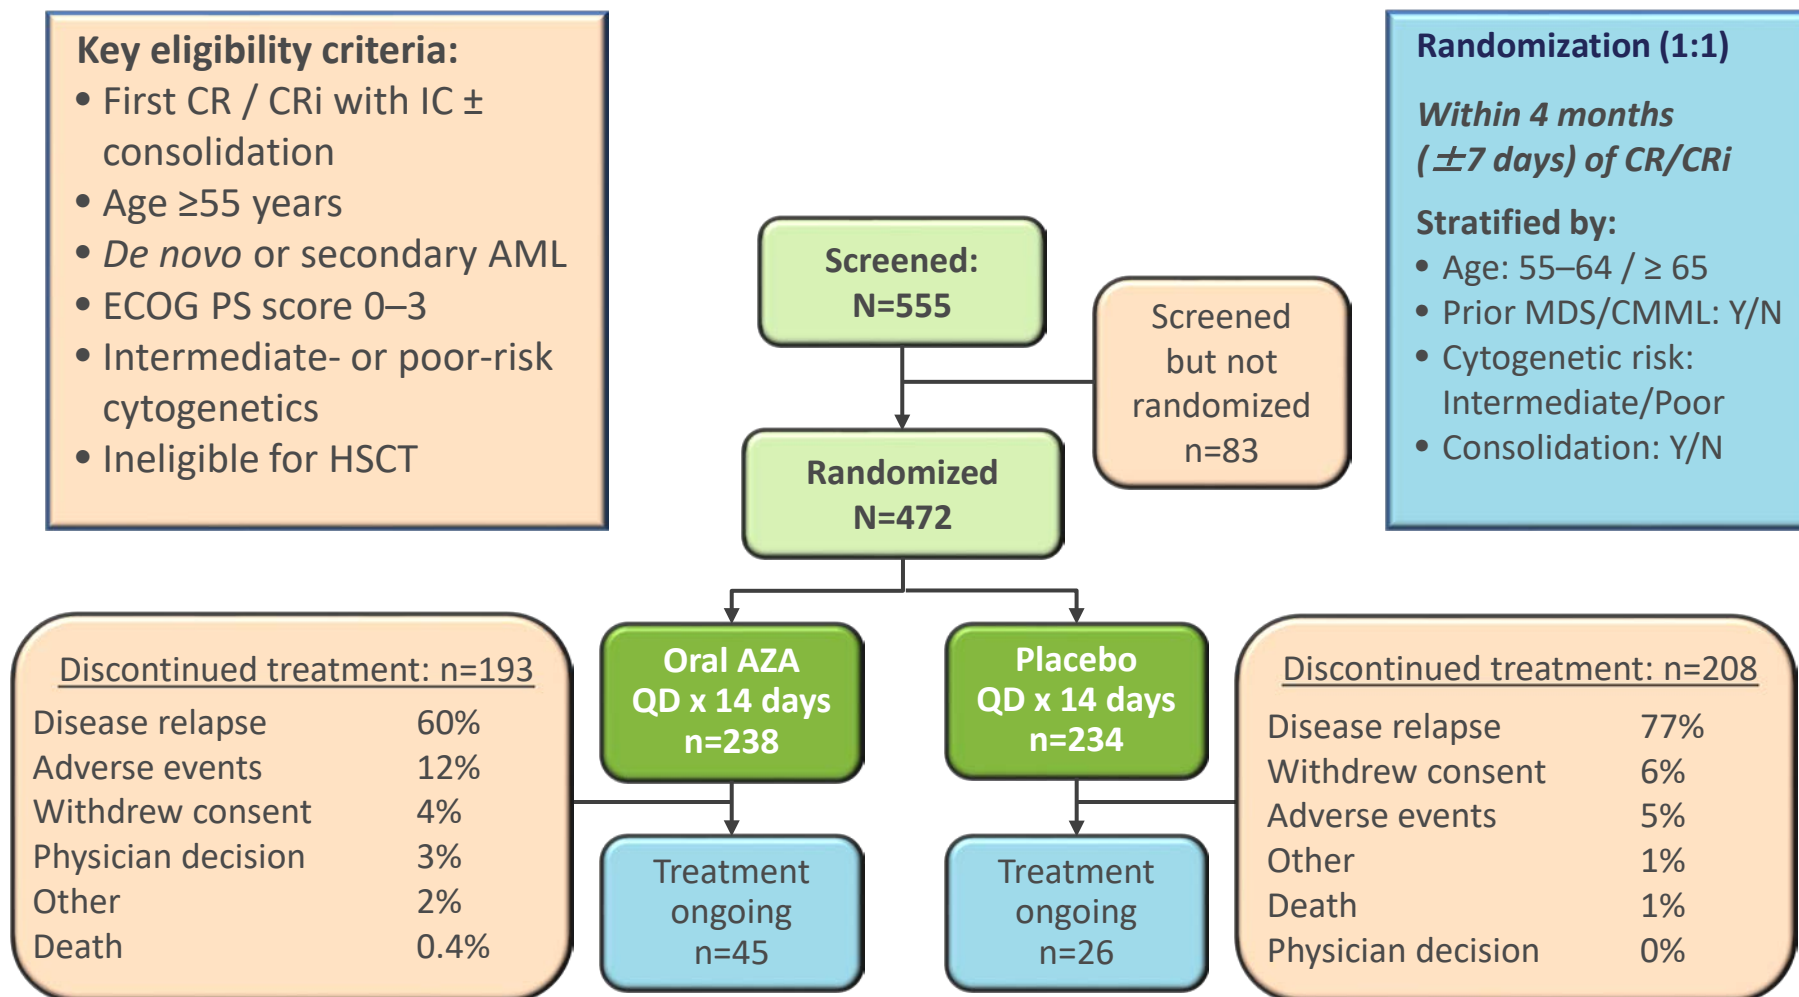 Key eligibility criteria:
• First CR / CRi with IC ±
consolidation
• Age ≥55 years
• De novo or secondary AML
• ECOG PS score 0–3
• Intermediate- or poor-risk
cytogenetics
• Ineligible for HSCT
Randomization (1:1)
Within 4 months
(±7 days) of CR/CRi
Stratified by:
• Age: 55–64 / ≥ 65
• Prior MDS/CMML: Y/N
• Cytogenetic risk:
Intermediate/Poor
• Consolidation: Y/N
Screened:
N=555
Screened
but not
randomized
n=83
Randomized
N=472
Discontinued treatment: n=193
Disease relapse 60%
Adverse events 12%
Withdrew consent 4%
Physician decision 3%
Other 2%
Death 0.4%
Oral AZA
QD x 14 days
n=238
Placebo
QD x 14 days
n=234
Discontinued treatment: n=208
Disease relapse 77%
Withdrew consent 6%
Adverse events 5%
Other 1%
Death 1%
Physician decision 0%
Treatment
ongoing
n=45
Treatment
ongoing
n=26